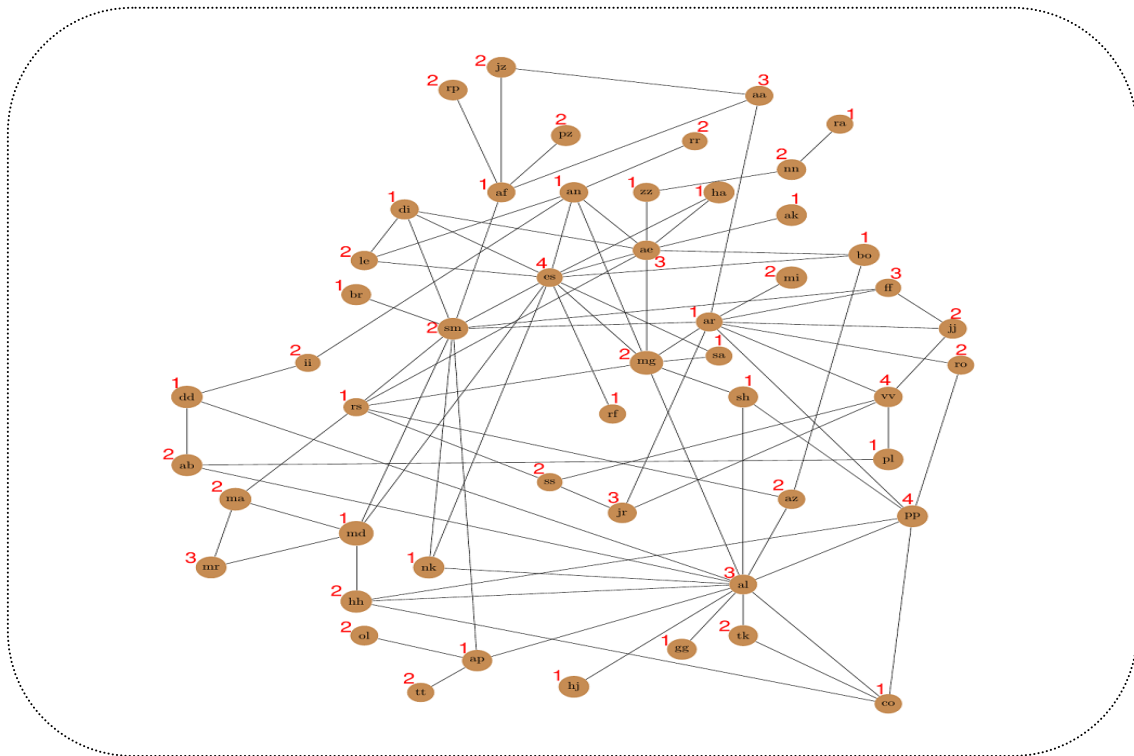 2 jz
2 rp
3 aa
2 pz
1 ra
2 rr
2 nn
1 af
1 an
1 zz
1 ha
1 ak
1 di
2 le
ae 3
1 bo
4 cs
2 mi
3 ff
1 br
2 sm
1 ar
2 jj
2 ii
2 mg
1 sa
2 ro
1 dd
1 rs
1 rf
1 sh
4 vv
2 ab
1 pl
2 ss
2 ma
2 az
3 jr
4 pp
1 md
3 mr
1 nk
3 al
2 hh
2 ol
2 tk
1 gg
1 ap
2 tt
1 hj
1 co